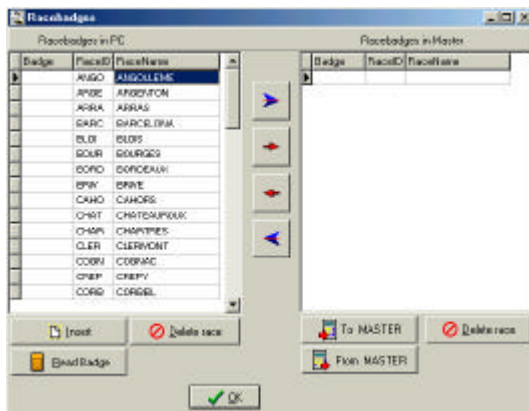 Racebadges
Racebadges in PC
Racebadges in Master
Badge RaceID RaceName
Badge RaceID RaceName
ANGO ANGOULEME
ARGE ARGENTON
ARRA ARRAS
BARC BARCELONA
BLOI BLOIS
BOUR BOURGES
BORD BORDEAUX
BRIV BRIVE
CAHO CAHORS
CHAT CHATEAUROUX
CHAR CHARTRES
CLER CLERMONT
COGN COGNAC
CREP CREPY
CORB CORBEIL
Insert
Delete race
To MASTER
Delete race
Read Badge
From MASTER
OK